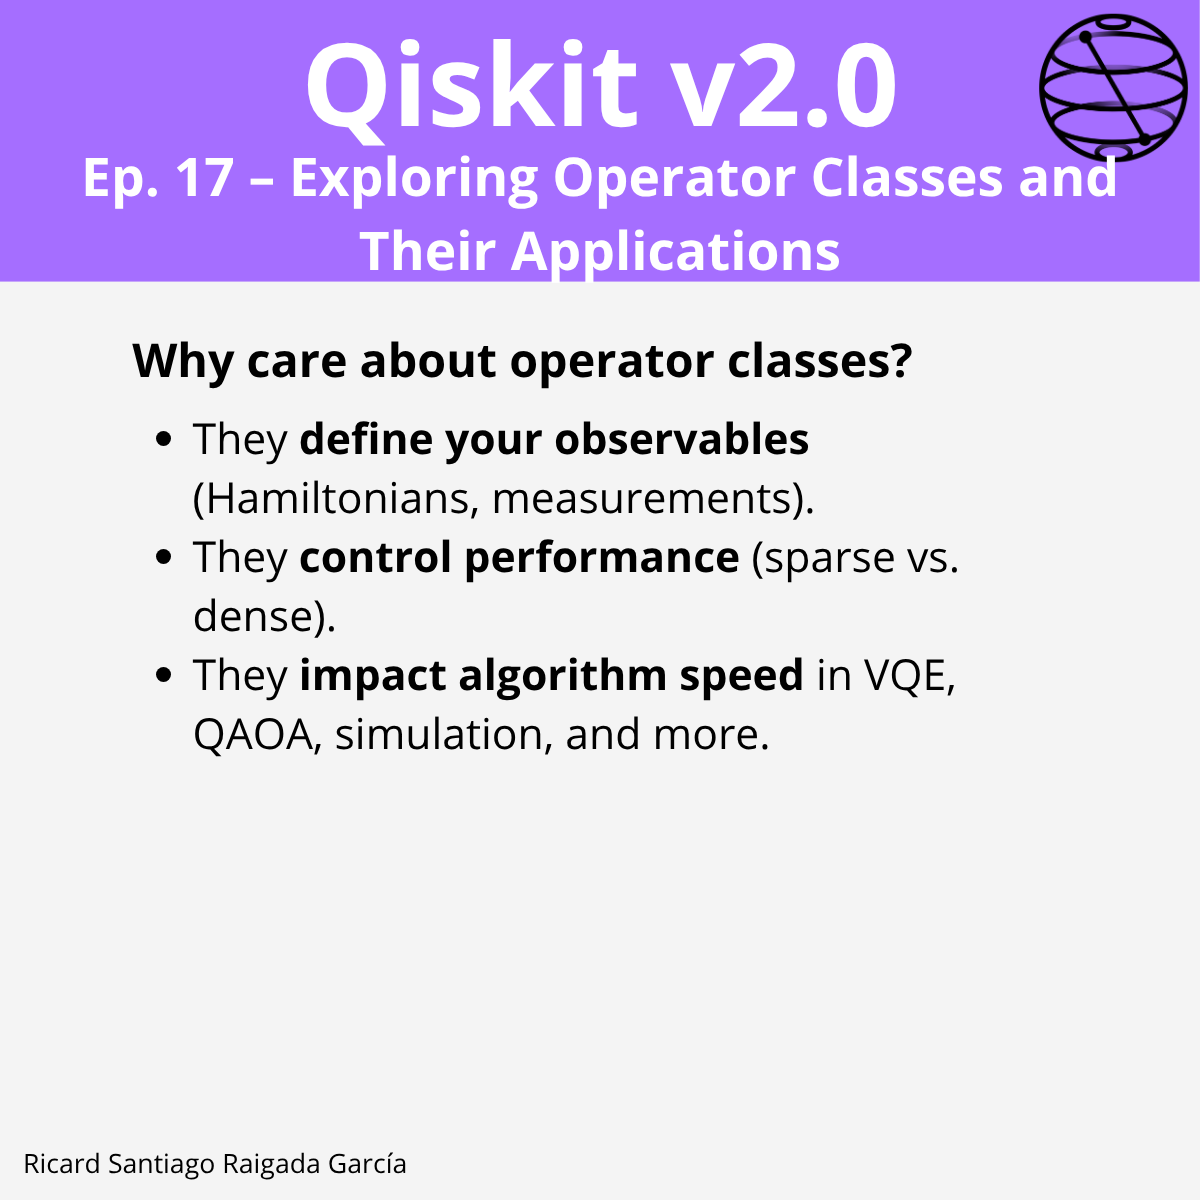 Qiskit v2.0
Ep. 17 – Exploring Operator Classes and
Their Applications
Why care about operator classes?
• They define your observables
(Hamiltonians, measurements).
• They control performance (sparse vs.
dense).
• They impact algorithm speed in VQE,
QAOA, simulation, and more.
Ricard Santiago Raigada García